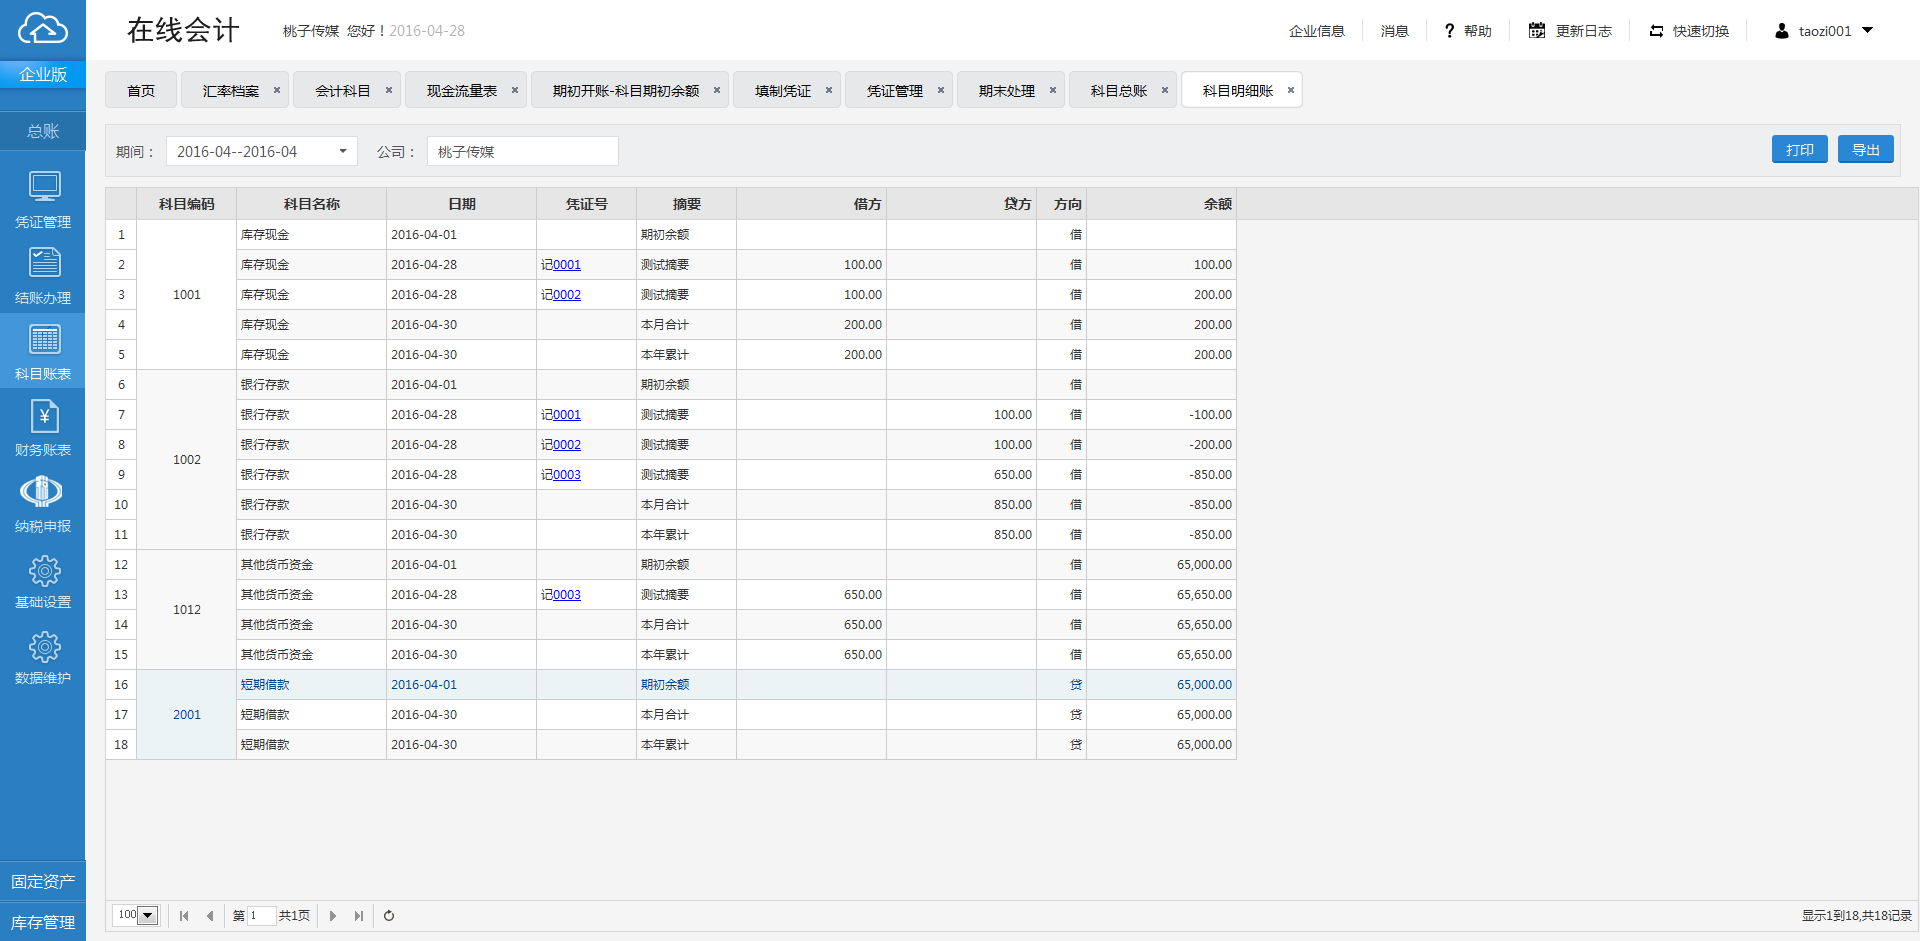 在线会计 桃子传媒 您好！2016-04-28 企业信息 消息 ? 帮助 更新日志 快速切换 taozi001
企业版
首页 汇率档案 × 会计科目 × 现金流量表 × 期初开账-科目期初余额 × 填制凭证 × 凭证管理 × 期末处理 × 科目总账 × 科目明细账 ×
总账
期间： 2016-04--2016-04 公司： 桃子传媒 打印 导出
凭证管理
结账办理
科目账表
¥
财务账表
纳税申报
基础设置
数据维护
固定资产
库存管理
科目编码 科目名称 日期 凭证号 摘要 借方 贷方 方向 余额
1 库存现金 2016-04-01 期初余额 借
2 库存现金 2016-04-28 记0001 测试摘要 100.00 借 100.00
3 1001 库存现金 2016-04-28 记0002 测试摘要 100.00 借 200.00
4 库存现金 2016-04-30 本月合计 200.00 借 200.00
5 库存现金 2016-04-30 本年累计 200.00 借 200.00
6 银行存款 2016-04-01 期初余额 借
7 银行存款 2016-04-28 记0001 测试摘要 100.00 借 -100.00
8 银行存款 2016-04-28 记0002 测试摘要 100.00 借 -200.00
1002
9 银行存款 2016-04-28 记0003 测试摘要 650.00 借 -850.00
10 银行存款 2016-04-30 本月合计 850.00 借 -850.00
11 银行存款 2016-04-30 本年累计 850.00 借 -850.00
12 其他货币资金 2016-04-01 期初余额 借 65,000.00
13 其他货币资金 2016-04-28 记0003 测试摘要 650.00 借 65,650.00
1012
14 其他货币资金 2016-04-30 本月合计 650.00 借 65,650.00
15 其他货币资金 2016-04-30 本年累计 650.00 借 65,650.00
16 短期借款 2016-04-01 期初余额 贷 65,000.00
17 2001 短期借款 2016-04-30 本月合计 贷 65,000.00
18 短期借款 2016-04-30 本年累计 贷 65,000.00
100 第 1 共1页 显示1到18,共18记录